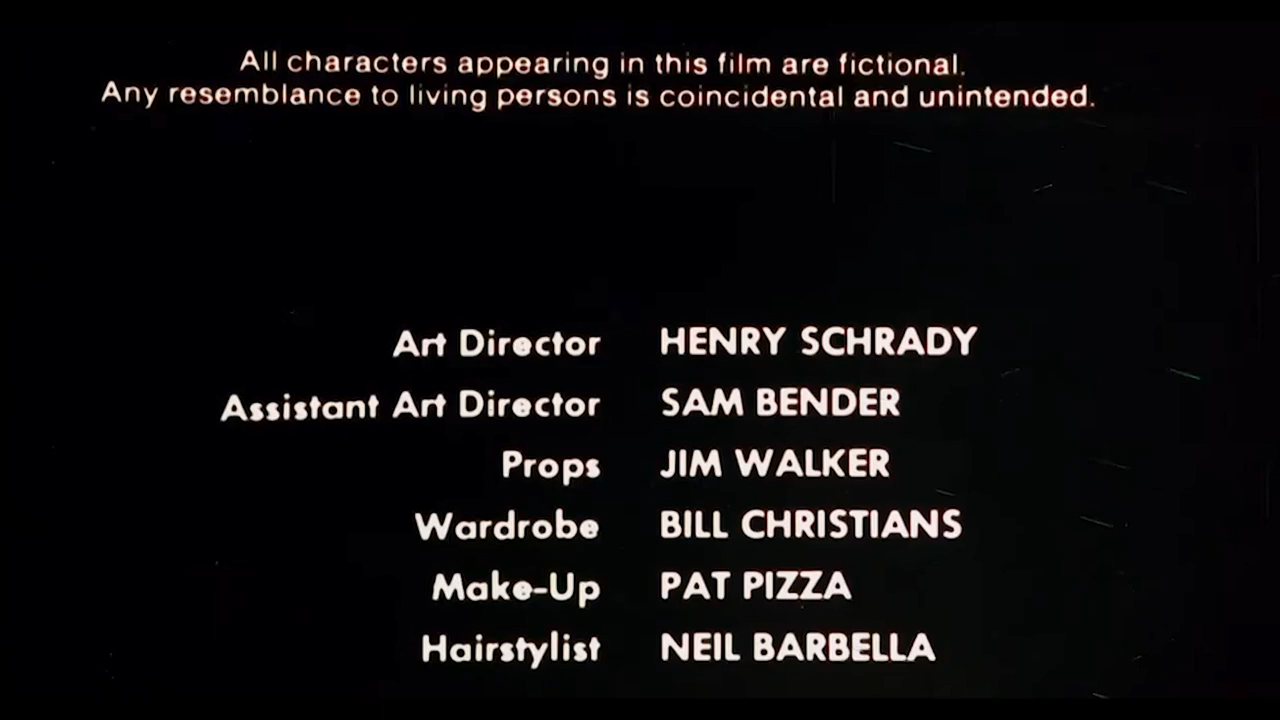 All characters appearing in this film are fictional.
Any resemblance to living persons is coincidental and unintended.
Art Director HENRY SCHRADY
Assistant Art Director SAM BENDER
Props JIM WALKER
Wardrobe BILL CHRISTIANS
Make-Up PAT PIZZA
Hairstylist NEIL BARBELLA